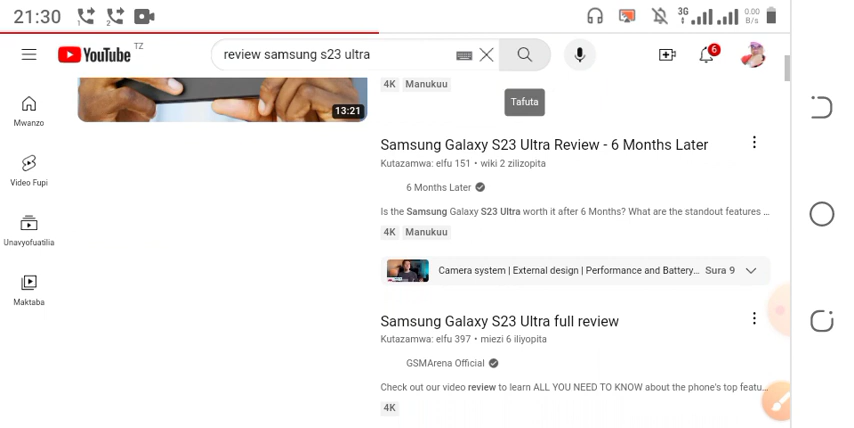 21:30
3G
0.00
B/s
YouTube TZ
review samsung s23 ultra
6
4K Manukuu
Tafuta
13:21
Mwanzo
Samsung Galaxy S23 Ultra Review - 6 Months Later
Kutazamwa: elfu 151 • wiki 2 zilizopita
Video Fupi
6 Months Later
Is the Samsung Galaxy S23 Ultra worth it after 6 Months? What are the standout features ...
4K Manukuu
Unavyofuatilia
Camera system | External design | Performance and Battery... Sura 9
Maktaba
Samsung Galaxy S23 Ultra full review
Kutazamwa: elfu 397 • miezi 6 iliyopita
GSMArena Official
Check out our video review to learn ALL YOU NEED TO KNOW about the phone's top featu...
4K